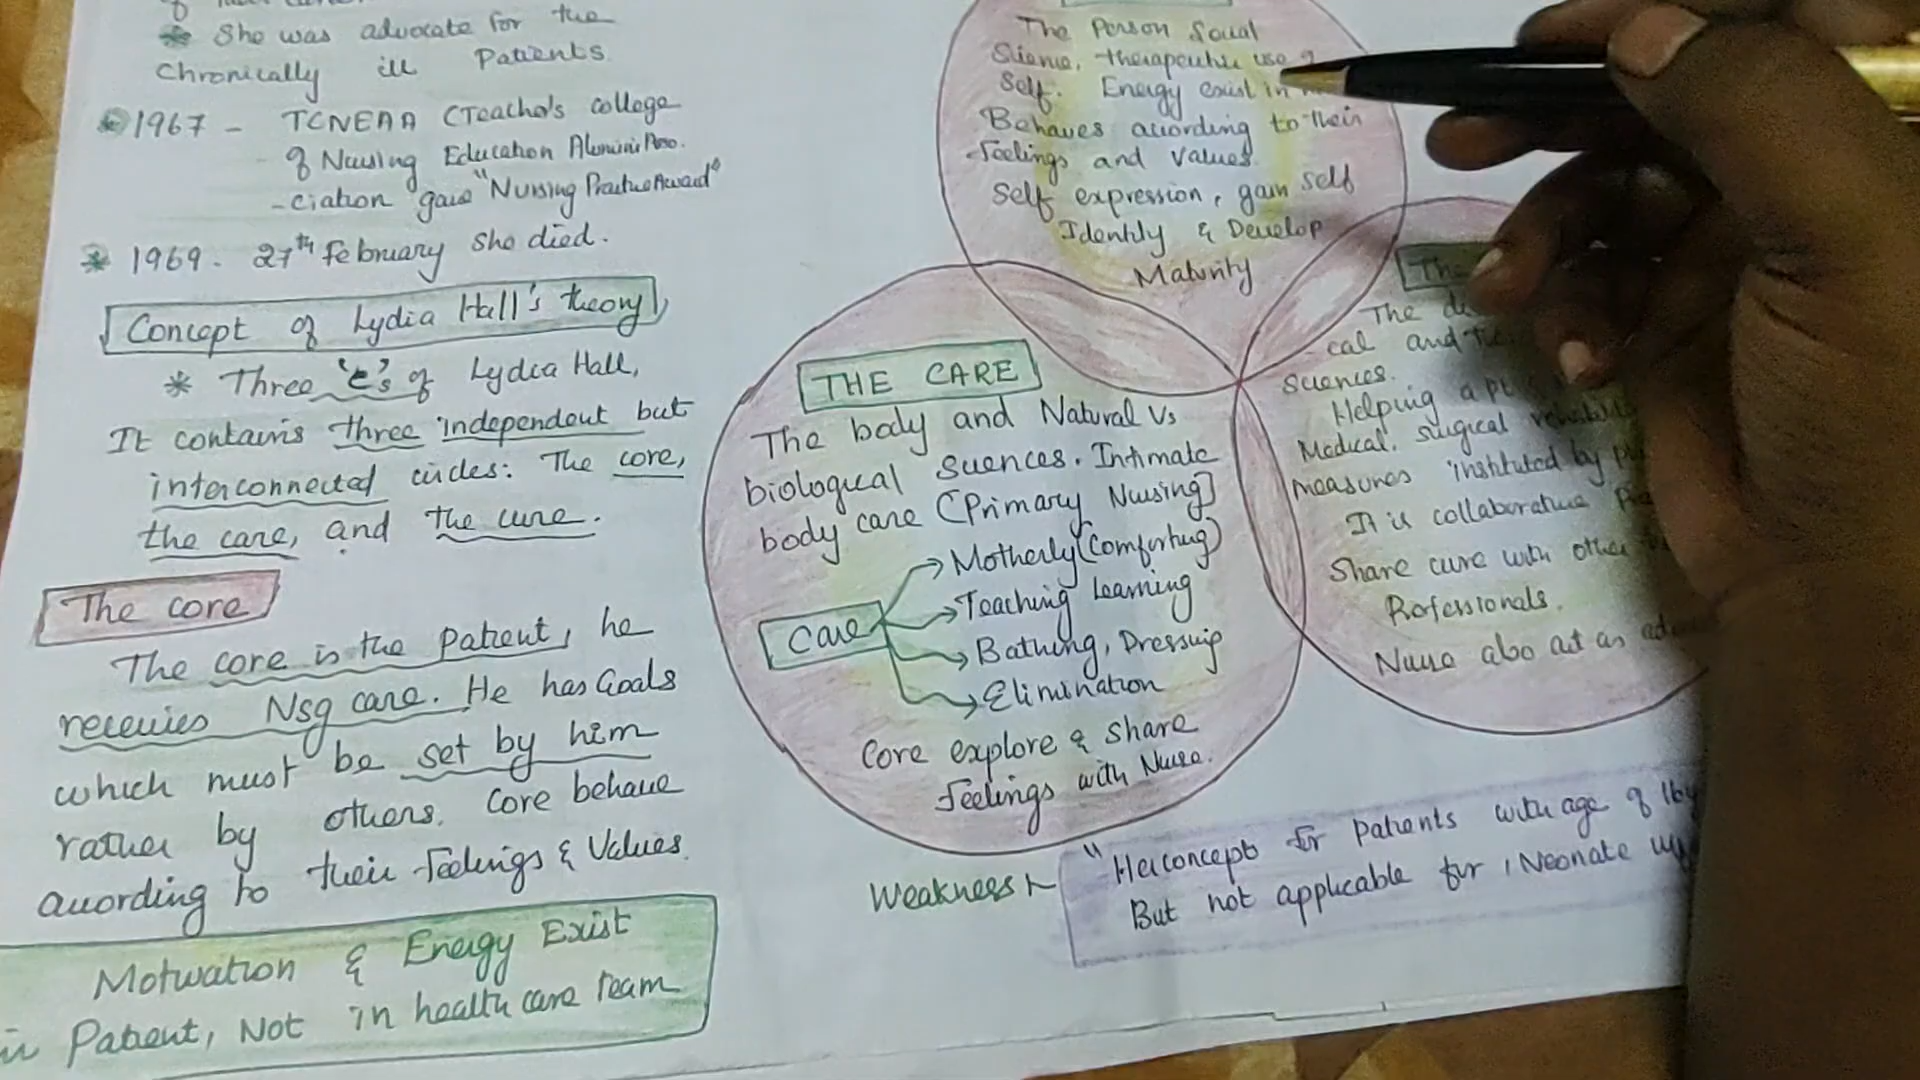 * She was advocate for the
Chronically ill Patients
* 1967 - TCNEAA (Teacher's college
of Nursing Education Alumini Asso.
-ciation gave "Nursing Practice Award"
* 1969. 27th February She died.
Concept of Lydia Hall's theory
* Three 'C's of Lydia Hall,
It contains three independent but
interconnected circles: The core,
the care, and the cure.
The core
The core is the patient, he
receives Nsg care. He has Goals
which must be set by him
rather by others. Core behave
according to their feelings & Values.
Motivation & Energy Exist
in Patient, Not in health care team
The Person Social
Science, therapeutic use
Self. Energy exist in
Behaves according to their
feelings and Values.
Self expression, gain self
Identity & Develop
Maturity
THE CARE
The body and Natural Vs
biological sciences. Intimate
body care (Primary Nursing)
Care
Motherly (Comforting)
Teaching Learning
Bathing, Dressing
Elimination
Core explore & share
feelings with Nurse.
The
The
cal and
sciences.
Helping a pt
Medical, surgical
measures instituted by
It is collaborative
Share cure with other
Professionals.
Nurse also act as
Weakness
"Her concept for patients with age of
But not applicable for, Neonate